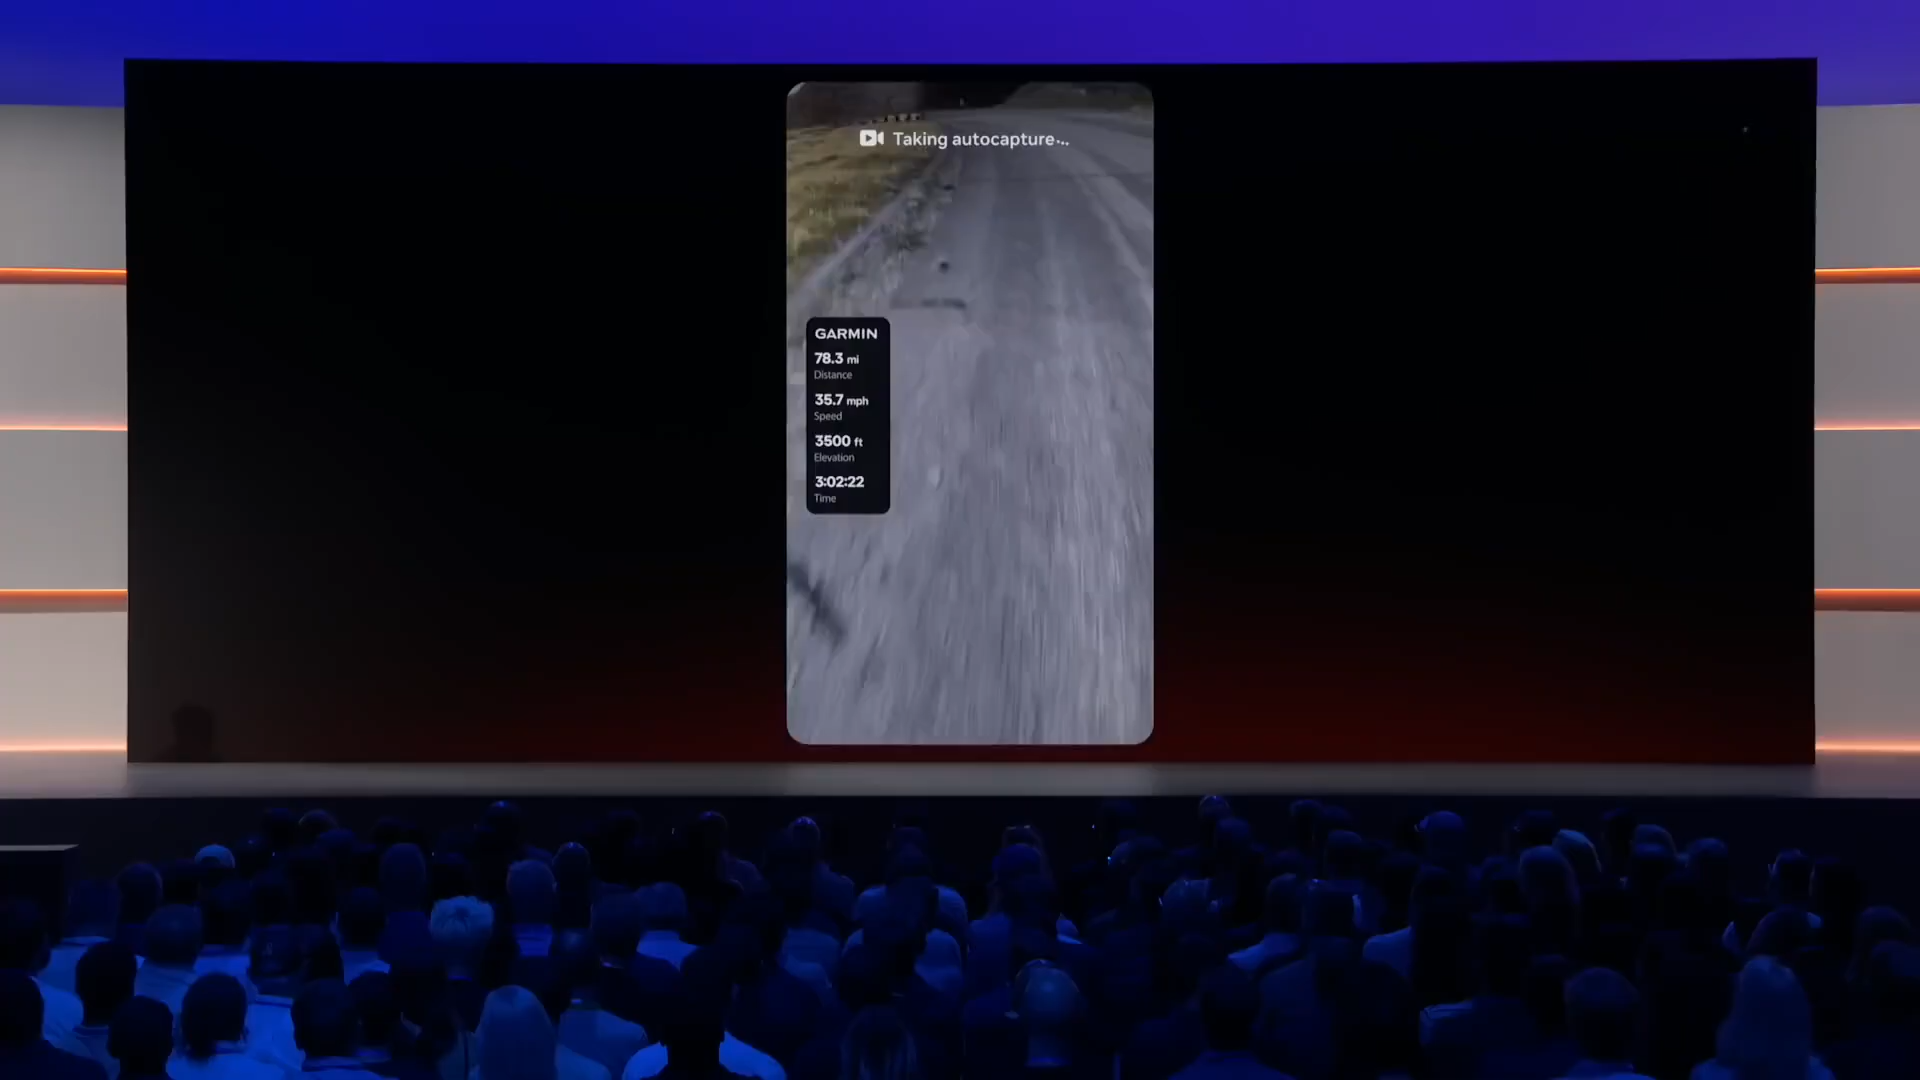 Taking autocapture...
GARMIN
78.3 mi
Distance
35.7 mph
Speed
3500 ft
Elevation
3:02:22
Time